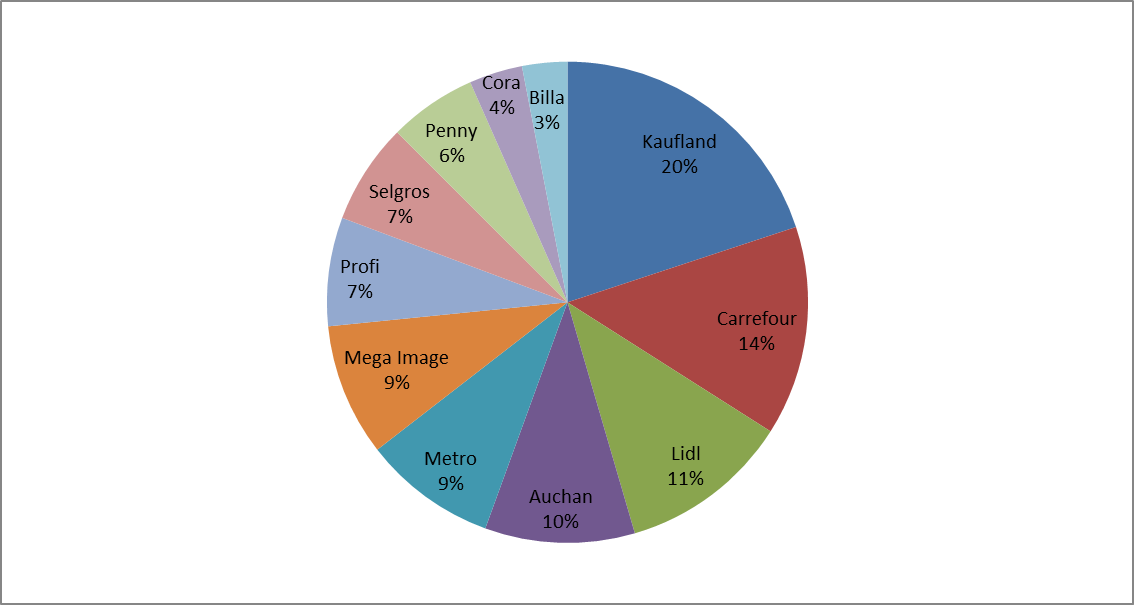 Kaufland
20%
Carrefour
14%
Lidl
11%
Auchan
10%
Metro
9%
Mega Image
9%
Profi
7%
Selgros
7%
Penny
6%
Cora
4%
Billa
3%